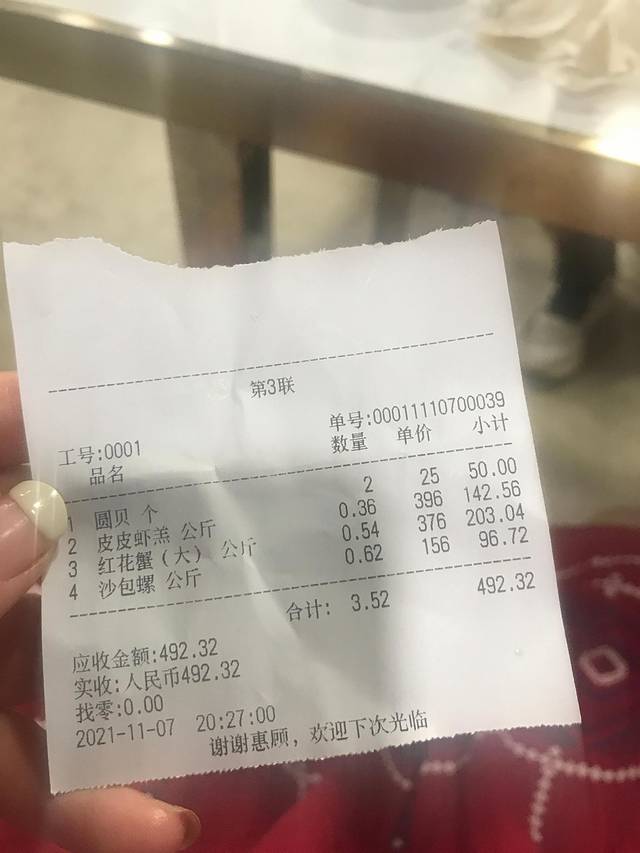 第3联
单号:00011110700039
工号:0001
品名 数量 单价 小计
1 圆贝 个 2 25 50.00
2 皮皮虾羔 公斤 0.36 396 142.56
3 红花蟹(大) 公斤 0.54 376 203.04
4 沙包螺 公斤 0.62 156 96.72
合计: 3.52 492.32
应收金额:492.32
实收:人民币492.32
找零:0.00
2021-11-07 20:27:00
谢谢惠顾, 欢迎下次光临